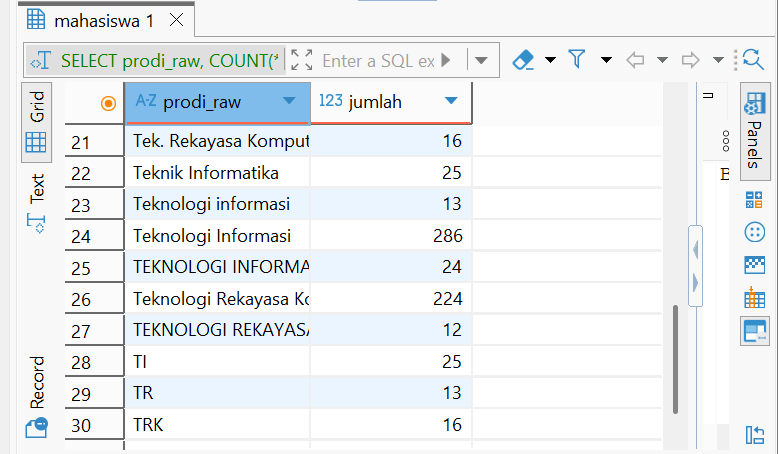 mahasiswa 1
SELECT prodi_raw, COUNT(*
Enter a SQL ex
Grid
Text
Record
A-Z prodi_raw
123 jumlah
21 Tek. Rekayasa Komput 16
22 Teknik Informatika 25
23 Teknologi informasi 13
24 Teknologi Informasi 286
25 TEKNOLOGI INFORMA 24
26 Teknologi Rekayasa Ko 224
27 TEKNOLOGI REKAYASA 12
28 TI 25
29 TR 13
30 TRK 16
Panels